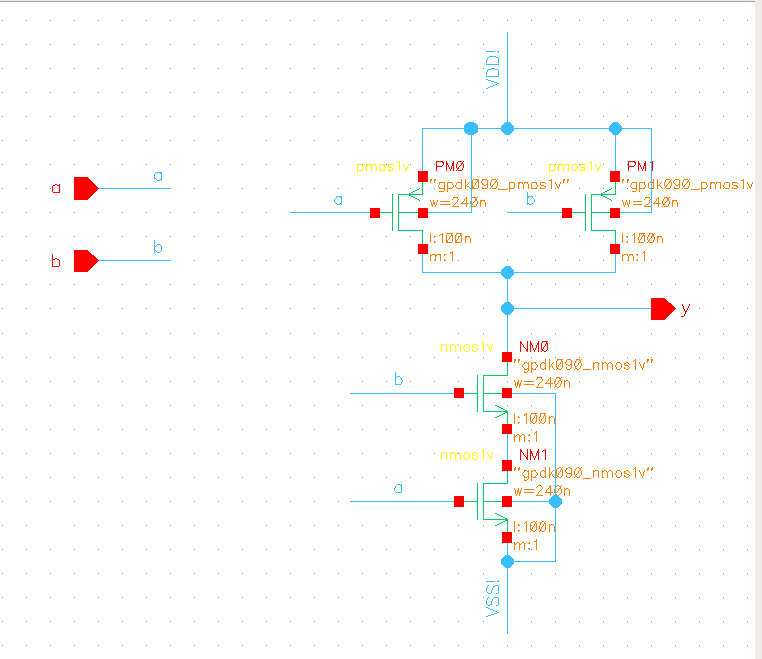 VDD!
pmos1v PM0
"gpdk090_pmos1v"
w=240n
l:100n
m:1
pmos1v PM1
"gpdk090_pmos1v
w=240n
l:100n
m:1
a a
a
b
b b
y
nmos1v NM0
"gpdk090_nmos1v"
w=240n
b
l:100n
m:1
nmos1v NM1
"gpdk090_nmos1v"
w=240n
a
l:100n
m:1
VSS!